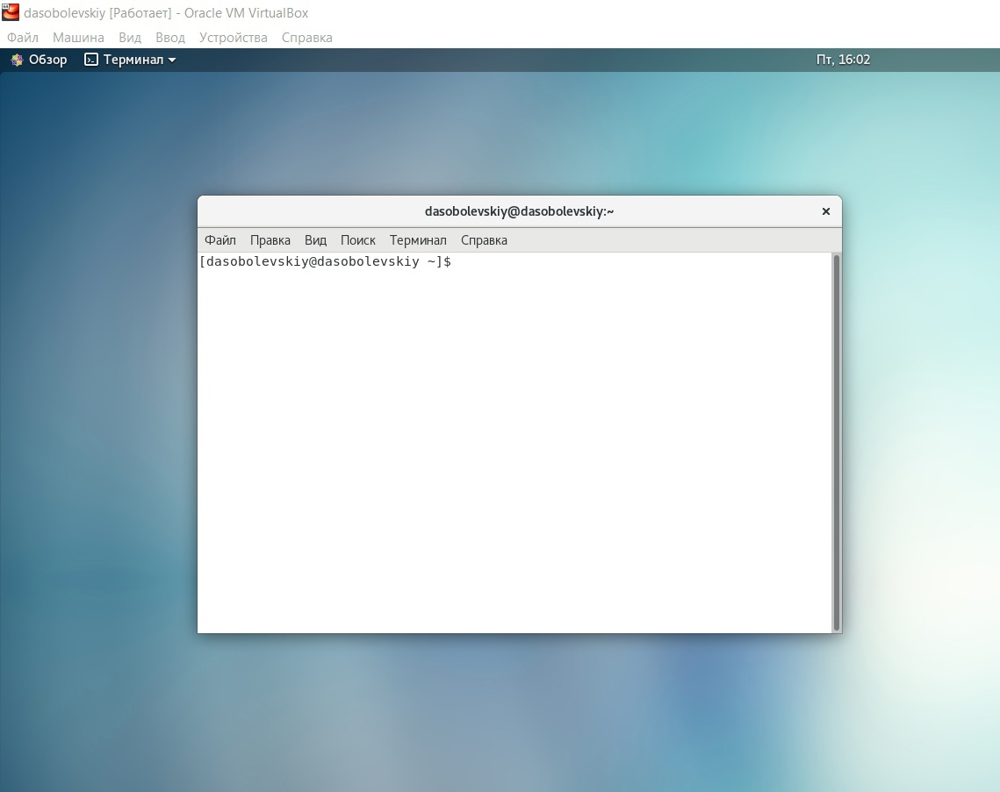 dasobolevskiy [Работает] - Oracle VM VirtualBox
Файл Машина Вид Ввод Устройства Справка
Обзор Терминал Пт, 16:02
dasobolevskiy@dasobolevskiy:~
Файл Правка Вид Поиск Терминал Справка
[dasobolevskiy@dasobolevskiy ~]$